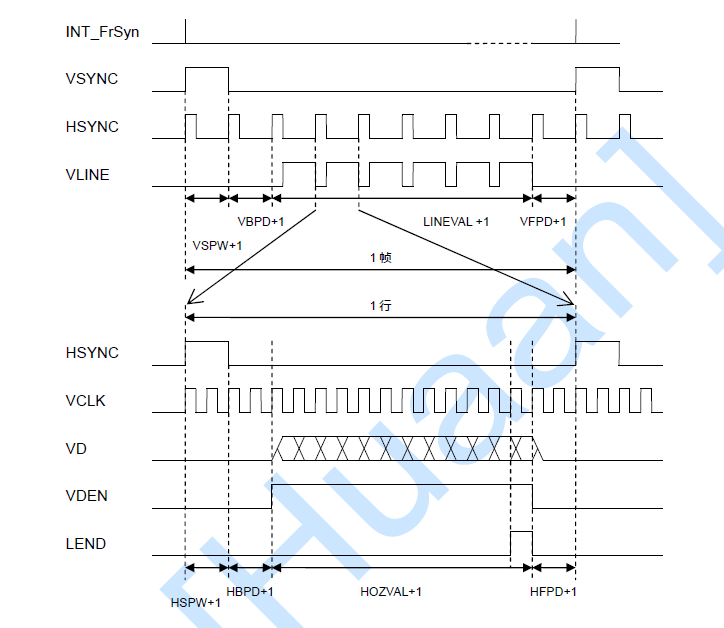 INT_FrSyn
VSYNC
HSYNC
VLINE
VBPD+1
LINEVAL +1
VFPD+1
VSPW+1
1 帧
1 行
HSYNC
VCLK
VD
VDEN
LEND
HSPW+1
HBPD+1
HOZVAL+1
HFPD+1
[Huaan]